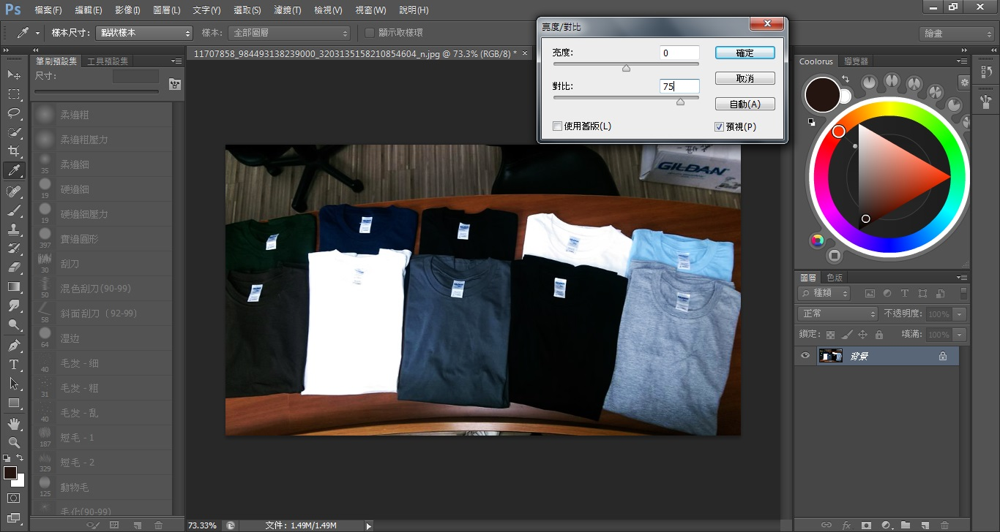 Ps 檔案(F) 編輯(E) 影像(I) 圖層(L) 文字(Y) 選取(S) 濾鏡(T) 檢視(V) 視窗(W) 說明(H)
樣本尺寸: 點狀樣本 樣本: 全部圖層 顯示取樣環 繪畫
筆刷預設集 工具預設集
尺寸:
柔邊粗
柔邊粗壓力
35 柔邊細
19 硬邊細
19 硬邊細壓力
397 實邊圓形
30 刮刀
50 混色刮刀(90-99)
58 斜面刮刀（92-99）
64 湿边
40 毛发 - 细
31 毛发 - 粗
40 毛发 - 乱
187 短毛 - 1
329 短毛 - 2
125 動物毛
毛化(90-99)
11707858_984493138239000_3203135158210854604_n.jpg @ 73.3% (RGB/8) * ×
亮度/對比
亮度: 0
對比: 75
使用舊版(L)
確定
取消
自動(A)
預視(P)
GILDAN
73.33% 文件: 1.49M/1.49M
Coolorus 導覽器
圖層 色版
種類
正常 不透明度: 100%
鎖定: 填滿: 100%
背景
fx